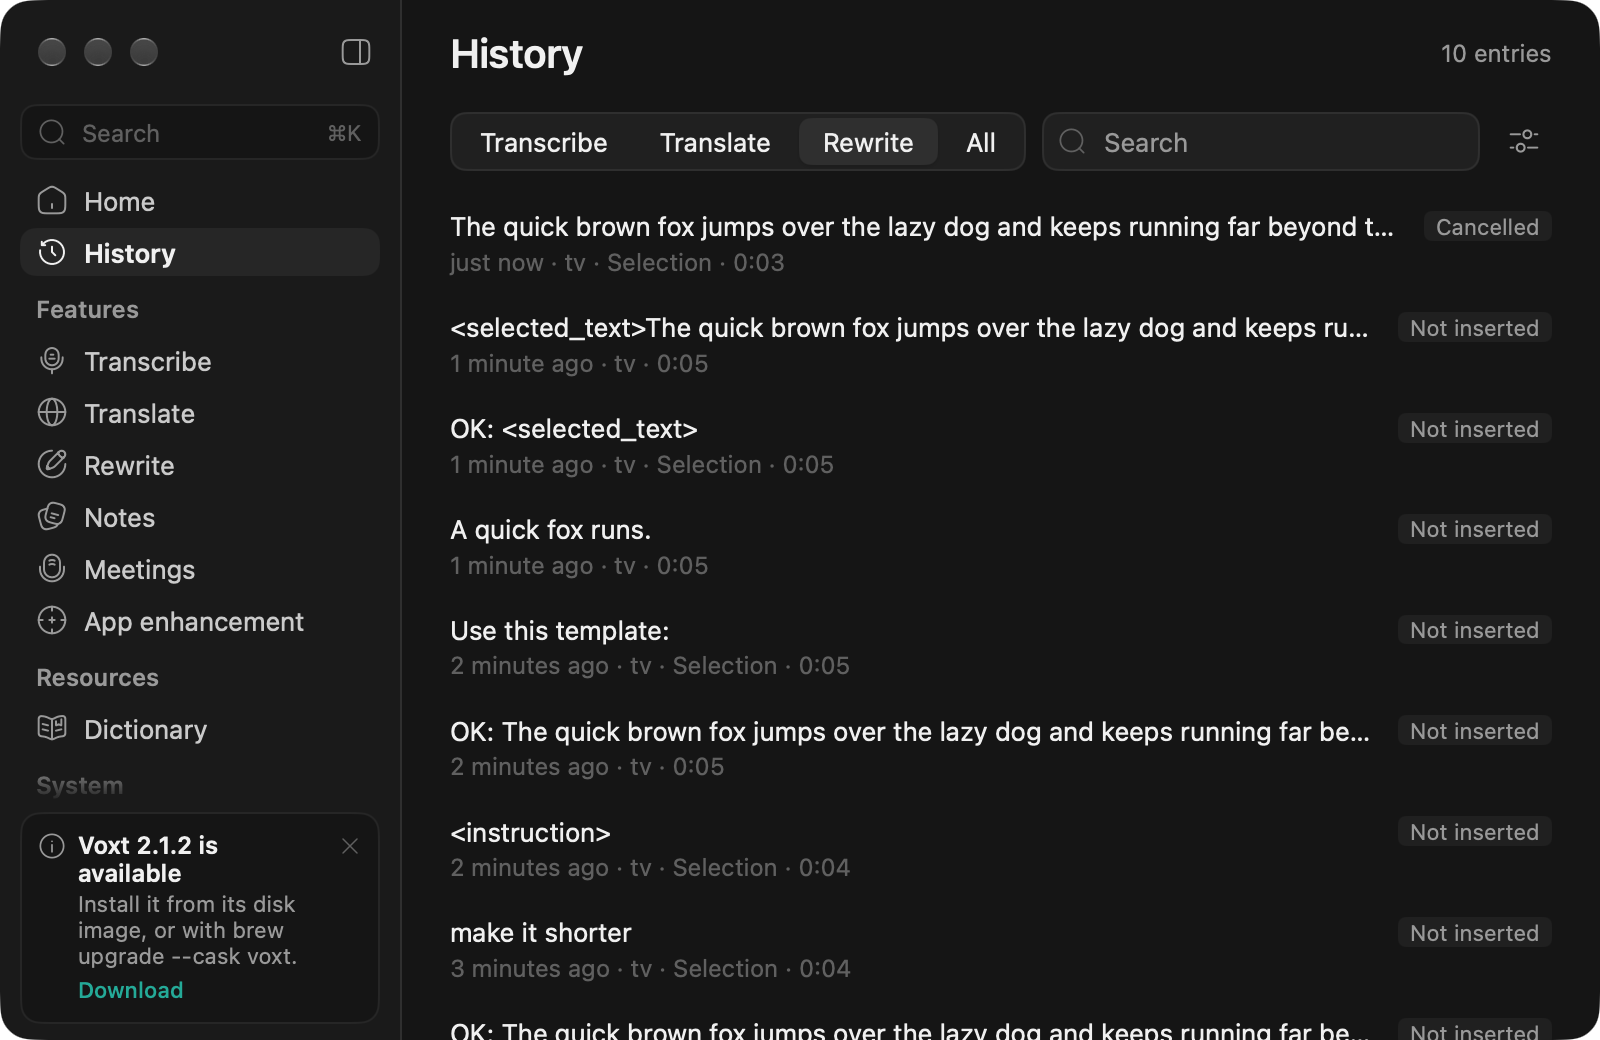 Search ⌘K
Home
History
Features
Transcribe
Translate
Rewrite
Notes
Meetings
App enhancement
Resources
Dictionary
System
Voxt 2.1.2 is
available
Install it from its disk
image, or with brew
upgrade --cask voxt.
Download
History
10 entries
Transcribe Translate Rewrite All Search
The quick brown fox jumps over the lazy dog and keeps running far beyond t... Cancelled
just now · tv · Selection · 0:03
<selected_text>The quick brown fox jumps over the lazy dog and keeps ru... Not inserted
1 minute ago · tv · 0:05
OK: <selected_text> Not inserted
1 minute ago · tv · Selection · 0:05
A quick fox runs. Not inserted
1 minute ago · tv · 0:05
Use this template: Not inserted
2 minutes ago · tv · Selection · 0:05
OK: The quick brown fox jumps over the lazy dog and keeps running far be... Not inserted
2 minutes ago · tv · 0:05
<instruction> Not inserted
2 minutes ago · tv · Selection · 0:04
make it shorter Not inserted
3 minutes ago · tv · Selection · 0:04
OK: The quick brown fox jumps over the lazy dog and keeps running far be... Not inserted